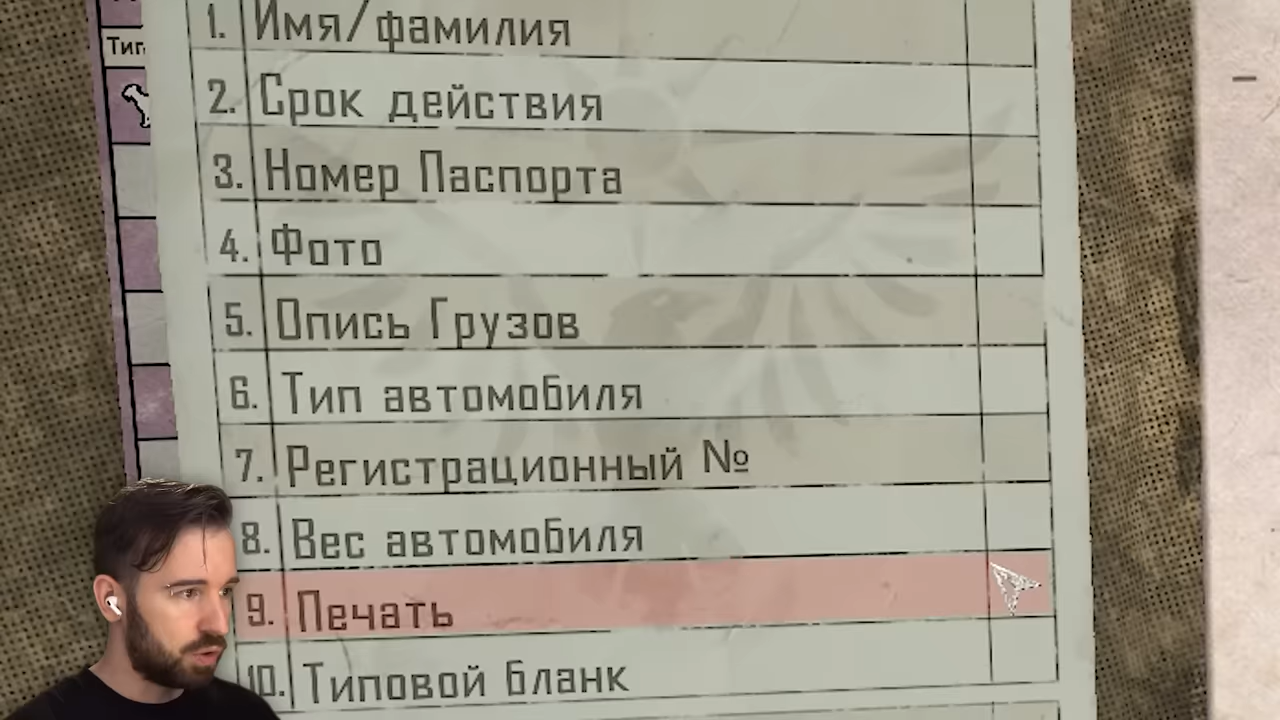 Тип
1. Имя/фамилия
2. Срок действия
3. Номер Паспорта
4. Фото
5. Опись Грузов
6. Тип автомобиля
7. Регистрационный №
8. Вес автомобиля
9. Печать
10. Типовой бланк